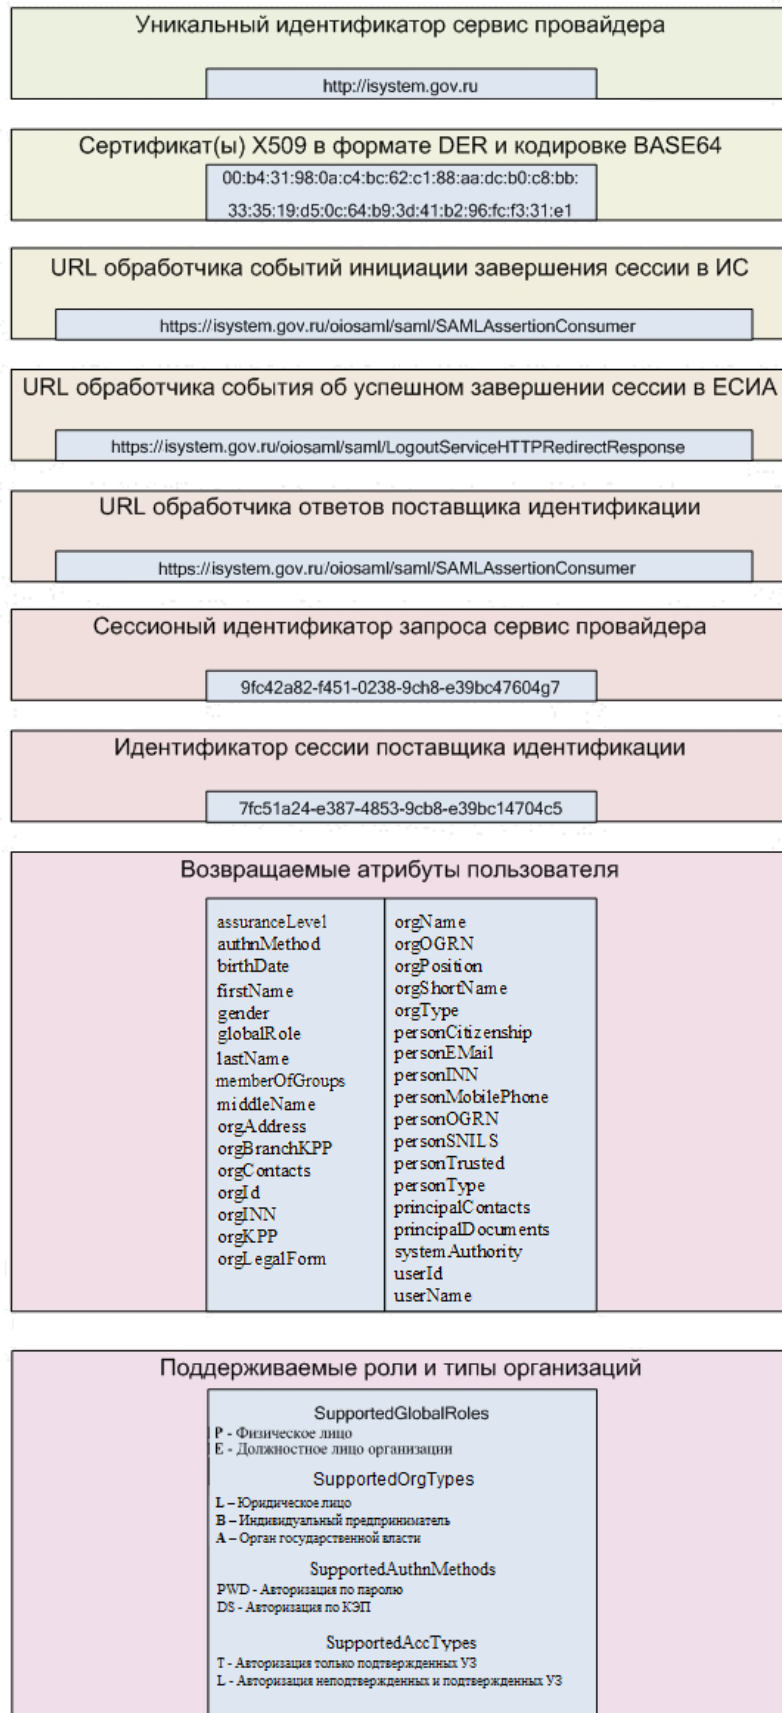 Уникальный идентификатор сервис провайдера
http://isystem.gov.ru
Сертификат(ы) X509 в формате DER и кодировке BASE64
00:b4:31:98:0a:c4:bc:62:c1:88:aa:dc:b0:c8:bb:
33:35:19:d5:0c:64:b9:3d:41:b2:96:fc:f3:31:e1
URL обработчика событий инициации завершения сессии в ИС
https://isystem.gov.ru/oiosaml/saml/SAMLAssertionConsumer
URL обработчика события об успешном завершении сессии в ЕСИА
https://isystem.gov.ru/oiosaml/saml/LogoutServiceHTTPRedirectResponse
URL обработчика ответов поставщика идентификации
https://isystem.gov.ru/oiosaml/saml/SAMLAssertionConsumer
Сессионый идентификатор запроса сервис провайдера
9fc42a82-f451-0238-9ch8-e39bc47604g7
Идентификатор сессии поставщика идентификации
7fc51a24-e387-4853-9cb8-e39bc14704c5
Возвращаемые атрибуты пользователя
assuranceLevel
authnMethod
birthDate
firstName
gender
globalRole
lastName
memberOfGroups
middleName
orgAddress
orgBranchKPP
orgContacts
orgId
orgINN
orgKPP
orgLegalForm
orgName
orgOGRN
orgPosition
orgShortName
orgType
personCitizenship
personEMail
personINN
personMobilePhone
personOGRN
personSNILS
personTrusted
personType
principalContacts
principalDocuments
systemAuthority
userId
userName
Поддерживаемые роли и типы организаций
SupportedGlobalRoles
P - Физическое лицо
E - Должностное лицо организации
SupportedOrgTypes
L – Юридическое лицо
B – Индивидуальный предприниматель
A – Орган государственной власти
SupportedAuthnMethods
PWD - Авторизация по паролю
DS - Авторизация по КЭП
SupportedAccTypes
T - Авторизация только подтвержденных УЗ
L - Авторизация неподтвержденных и подтвержденных УЗ